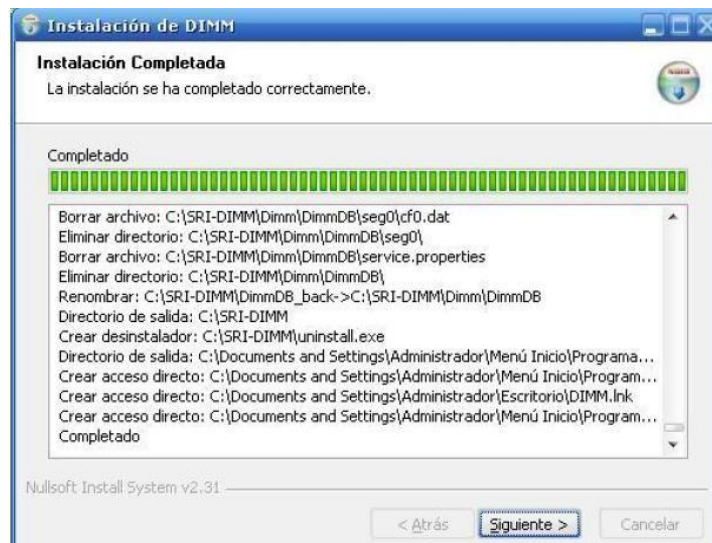 Instalación de DIMM
Instalación Completada
La instalación se ha completado correctamente.
Completado
Borrar archivo: C:\SRI-DIMM\Dimm\DimmDB\seg0\cf0.dat
Eliminar directorio: C:\SRI-DIMM\Dimm\DimmDB\seg0\
Borrar archivo: C:\SRI-DIMM\Dimm\DimmDB\service.properties
Eliminar directorio: C:\SRI-DIMM\Dimm\DimmDB\
Renombrar: C:\SRI-DIMM\DimmDB_back->C:\SRI-DIMM\Dimm\DimmDB
Directorio de salida: C:\SRI-DIMM
Crear desinstalador: C:\SRI-DIMM\uninstall.exe
Directorio de salida: C:\Documents and Settings\Administrador\Menú Inicio\Programa...
Crear acceso directo: C:\Documents and Settings\Administrador\Menú Inicio\Program...
Crear acceso directo: C:\Documents and Settings\Administrador\Escritorio\DIMM.lnk
Crear acceso directo: C:\Documents and Settings\Administrador\Menú Inicio\Program...
Completado
Nullsoft Install System v2.31
< Atrás Siguiente > Cancelar